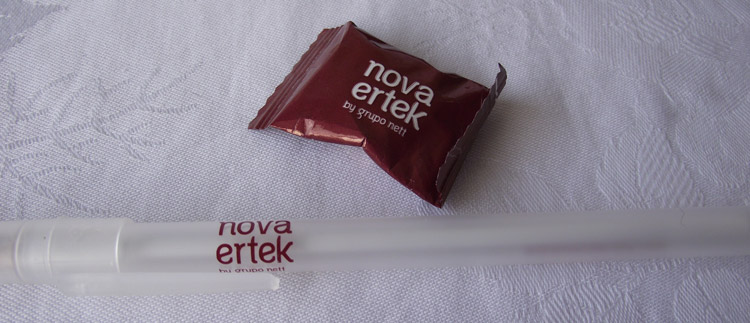 nova
ertek
by grupo nett
nova
ertek
by grupo nett